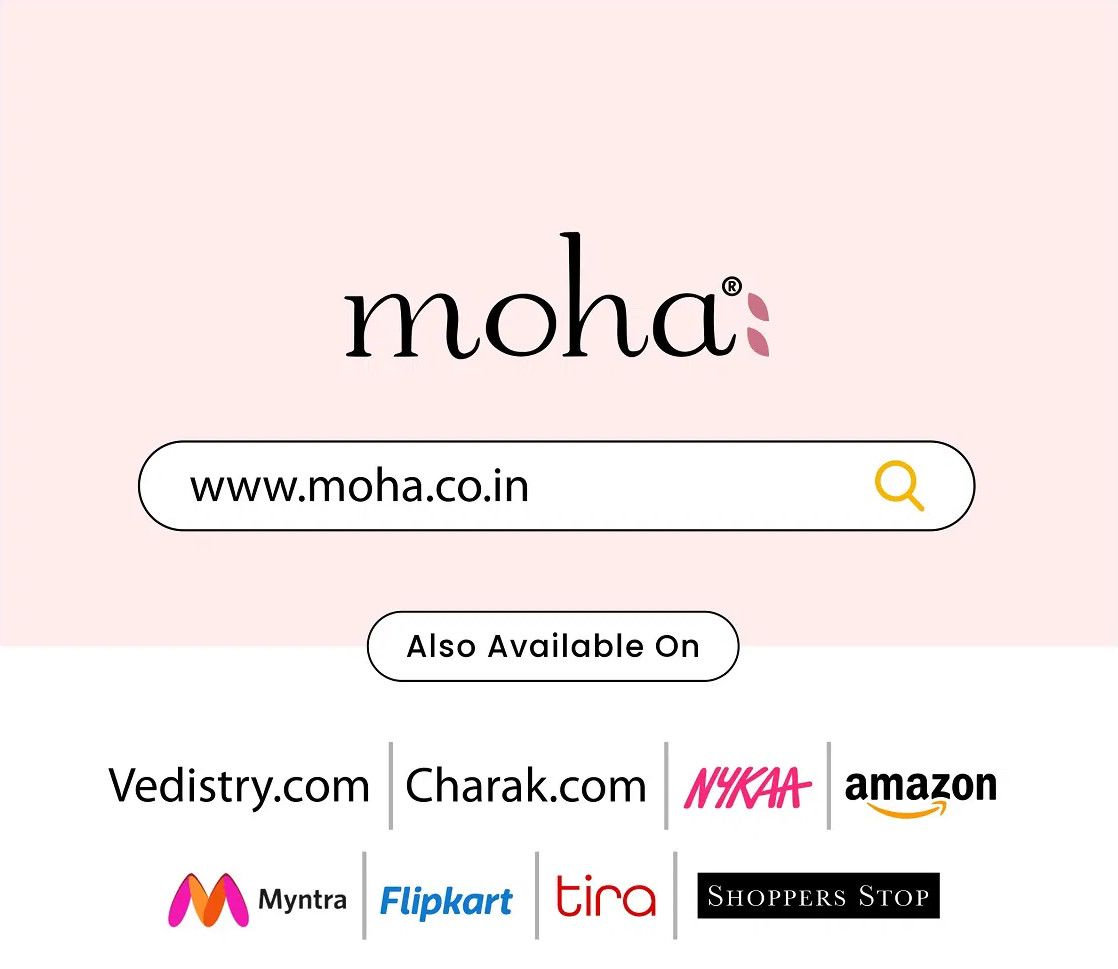 moha®
www.moha.co.in
Also Available On
Vedistry.com Charak.com NYKAA amazon
Myntra Flipkart tira SHOPPERS STOP